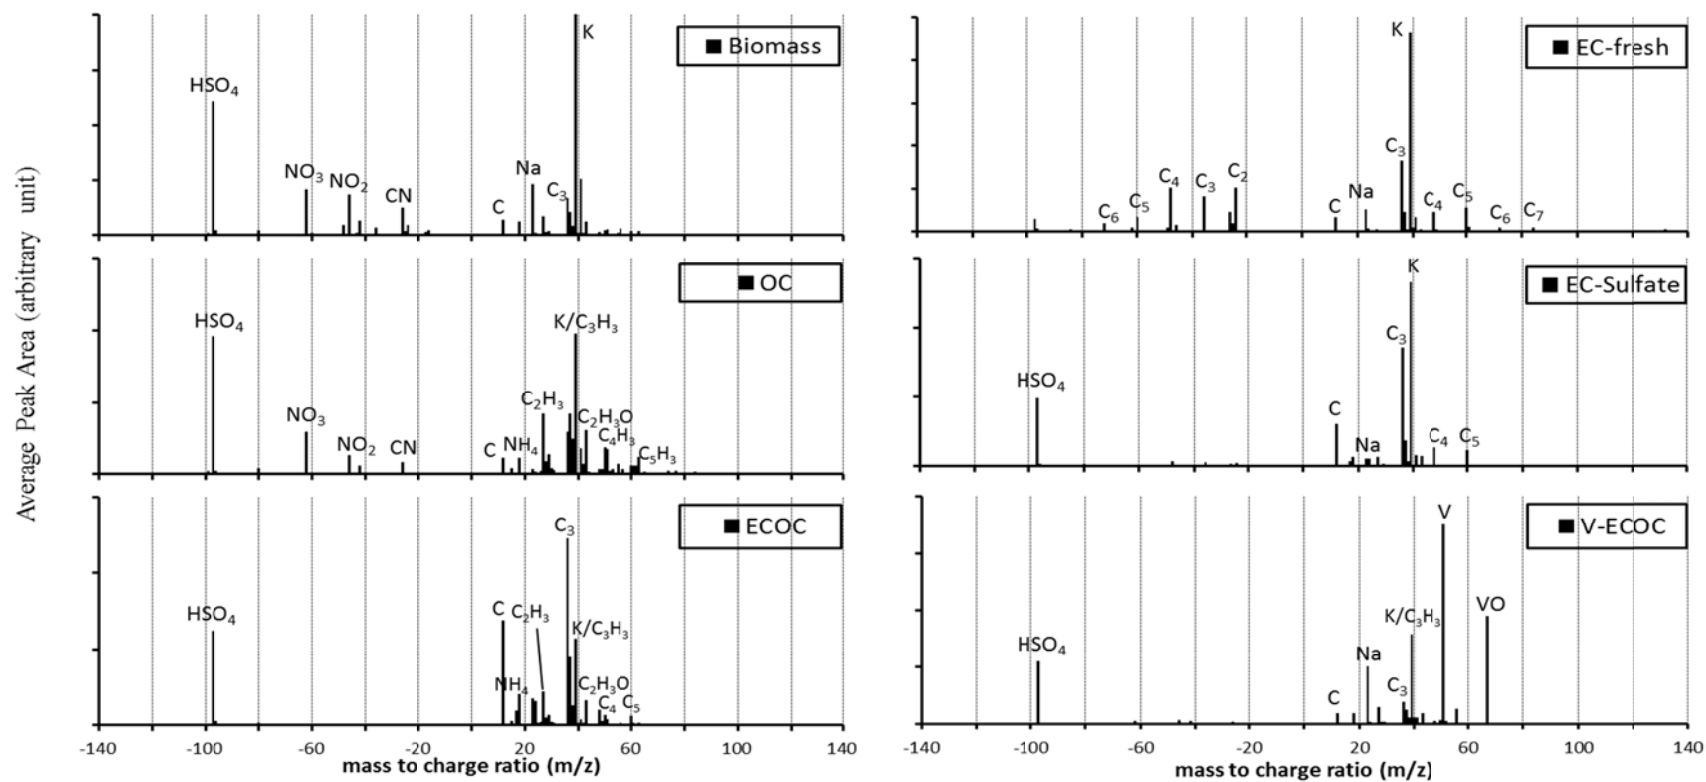 Average Peak Area (arbitrary unit)
Biomass
HSO₄
NO₃
NO₂
CN
C
Na
C₃
K
OC
HSO₄
NO₃
NO₂
CN
C
NH₄
C₂H₃
K/C₃H₃
C₂H₃O
C₄H₃
C₅H₃
ECOC
HSO₄
C
C₂H₃
NH₄
C₃
K/C₃H₃
C₂H₃O
C₄
C₅
-140 -100 -60 -20 20 60 100 140
mass to charge ratio (m/z)
EC-fresh
C₆
C₅
C₄
C₃
C₂
C
Na
C₃
K
C₄
C₅
C₆
C₇
EC-Sulfate
HSO₄
C
Na
C₃
K
C₄
C₅
V-ECOC
HSO₄
C
Na
C₃
K/C₃H₃
V
VO
-140 -100 -60 -20 20 60 100 140
mass to charge ratio (m/z)